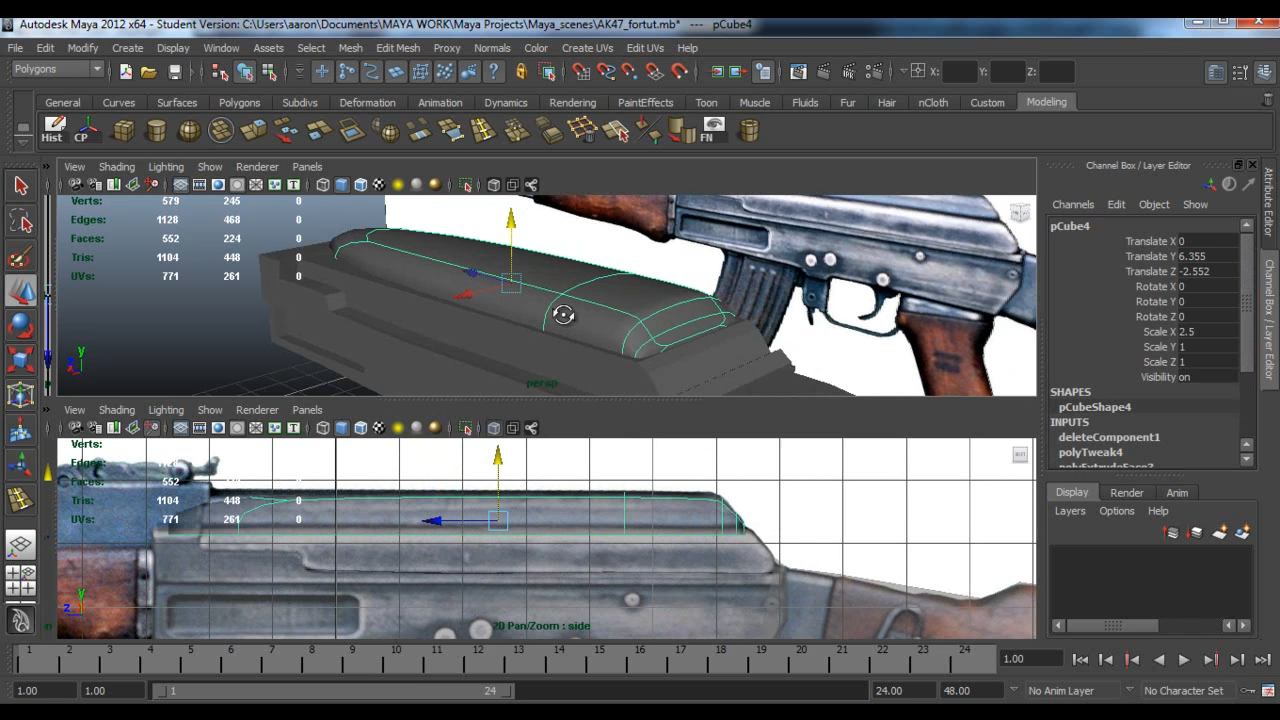 Autodesk Maya 2012 x64 - Student Version: C:\Users\aaron\Documents\MAYA WORK\Maya Projects\Maya_scenes\AK47_fortut.mb* --- pCube4
File Edit Modify Create Display Window Assets Select Mesh Edit Mesh Proxy Normals Color Create UVs Edit UVs Help
Polygons X: Y: Z:
General Curves Surfaces Polygons Subdivs Deformation Animation Dynamics Rendering PaintEffects Toon Muscle Fluids Fur Hair nCloth Custom Modeling
Hist CP FN
View Shading Lighting Show Renderer Panels
Verts: 579 245 0
Edges: 1128 468 0
Faces: 552 224 0
Tris: 1104 448 0
UVs: 771 261 0
persp
View Shading Lighting Show Renderer Panels
Verts:
Edges:
Faces: 552 0
Tris: 1104 448 0
UVs: 771 261 0
2D Pan/Zoom : side
Channel Box / Layer Editor
Channels Edit Object Show
pCube4
Translate X 0
Translate Y 6.355
Translate Z -2.552
Rotate X 0
Rotate Y 0
Rotate Z 0
Scale X 2.5
Scale Y 1
Scale Z 1
Visibility on
SHAPES
pCubeShape4
INPUTS
deleteComponent1
polyTweak4
Display Render Anim
Layers Options Help
Attribute Editor
Channel Box / Layer Editor
1 2 3 4 5 6 7 8 9 10 11 12 13 14 15 16 17 18 19 20 21 22 23 24 1.00
1.00 1.00 1 24 24.00 48.00 No Anim Layer No Character Set